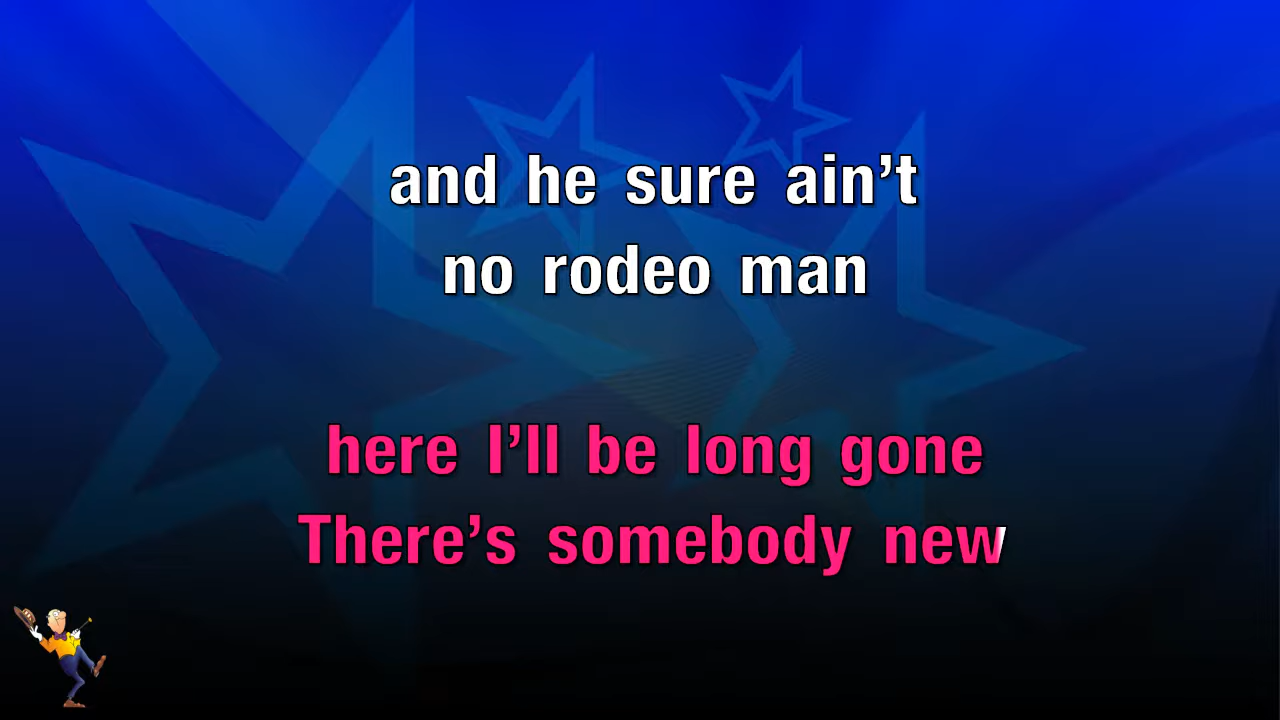 and he sure ain’t
no rodeo man
here I’ll be long gone
There’s somebody new